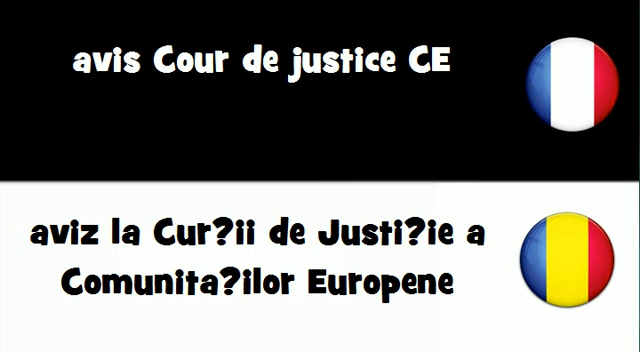 avis Cour de justice CE
aviz la Cur?ii de Justi?ie a
Comunita?ilor Europene